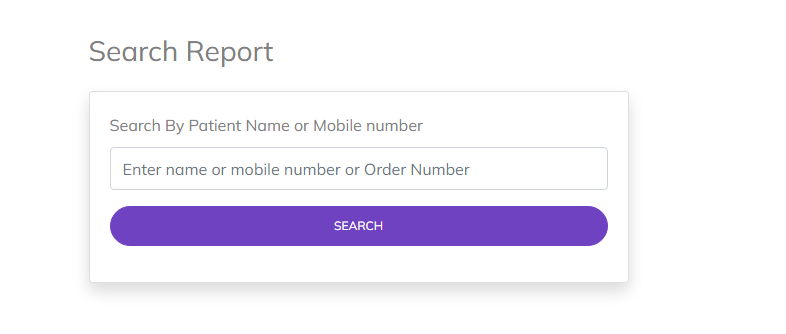 Search Report
Search By Patient Name or Mobile number
Enter name or mobile number or Order Number
SEARCH